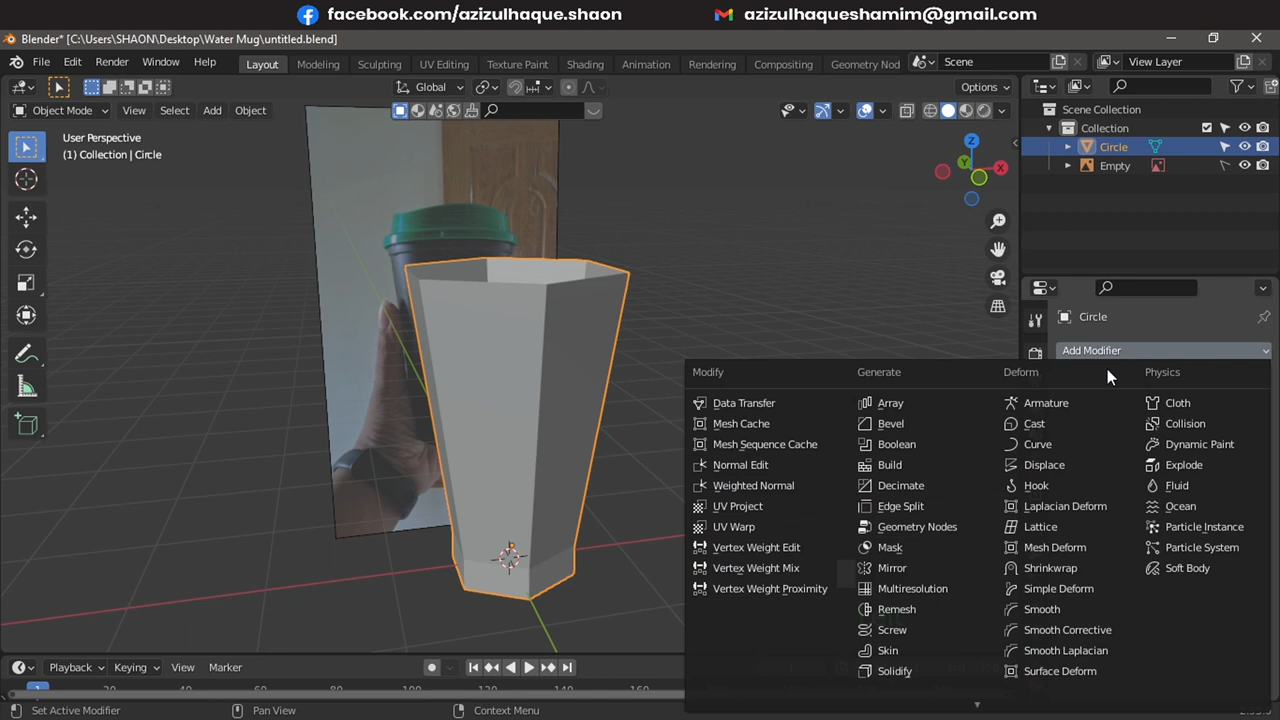 facebook.com/azizulhaque.shaon azizulhaqueshamim@gmail.com
Blender* [C:\Users\SHAON\Desktop\Water Mug\untitled.blend]
File Edit Render Window Help Layout Modeling Sculpting UV Editing Texture Paint Shading Animation Rendering Compositing Geometry Nod Scene View Layer
Global Options
Object Mode View Select Add Object
Scene Collection
User Perspective
(1) Collection | Circle
Collection
Circle
Empty
Z
Y
X
Circle
Add Modifier
Modify Generate Deform Physics
Data Transfer Array Armature Cloth
Mesh Cache Bevel Cast Collision
Mesh Sequence Cache Boolean Curve Dynamic Paint
Normal Edit Build Displace Explode
Weighted Normal Decimate Hook Fluid
UV Project Edge Split Laplacian Deform Ocean
UV Warp Geometry Nodes Lattice Particle Instance
Vertex Weight Edit Mask Mesh Deform Particle System
Vertex Weight Mix Mirror Shrinkwrap Soft Body
Vertex Weight Proximity Multiresolution Simple Deform
Remesh Smooth
Screw Smooth Corrective
Skin Smooth Laplacian
Solidify Surface Deform
Playback Keying View Marker
1
Set Active Modifier Pan View Context Menu